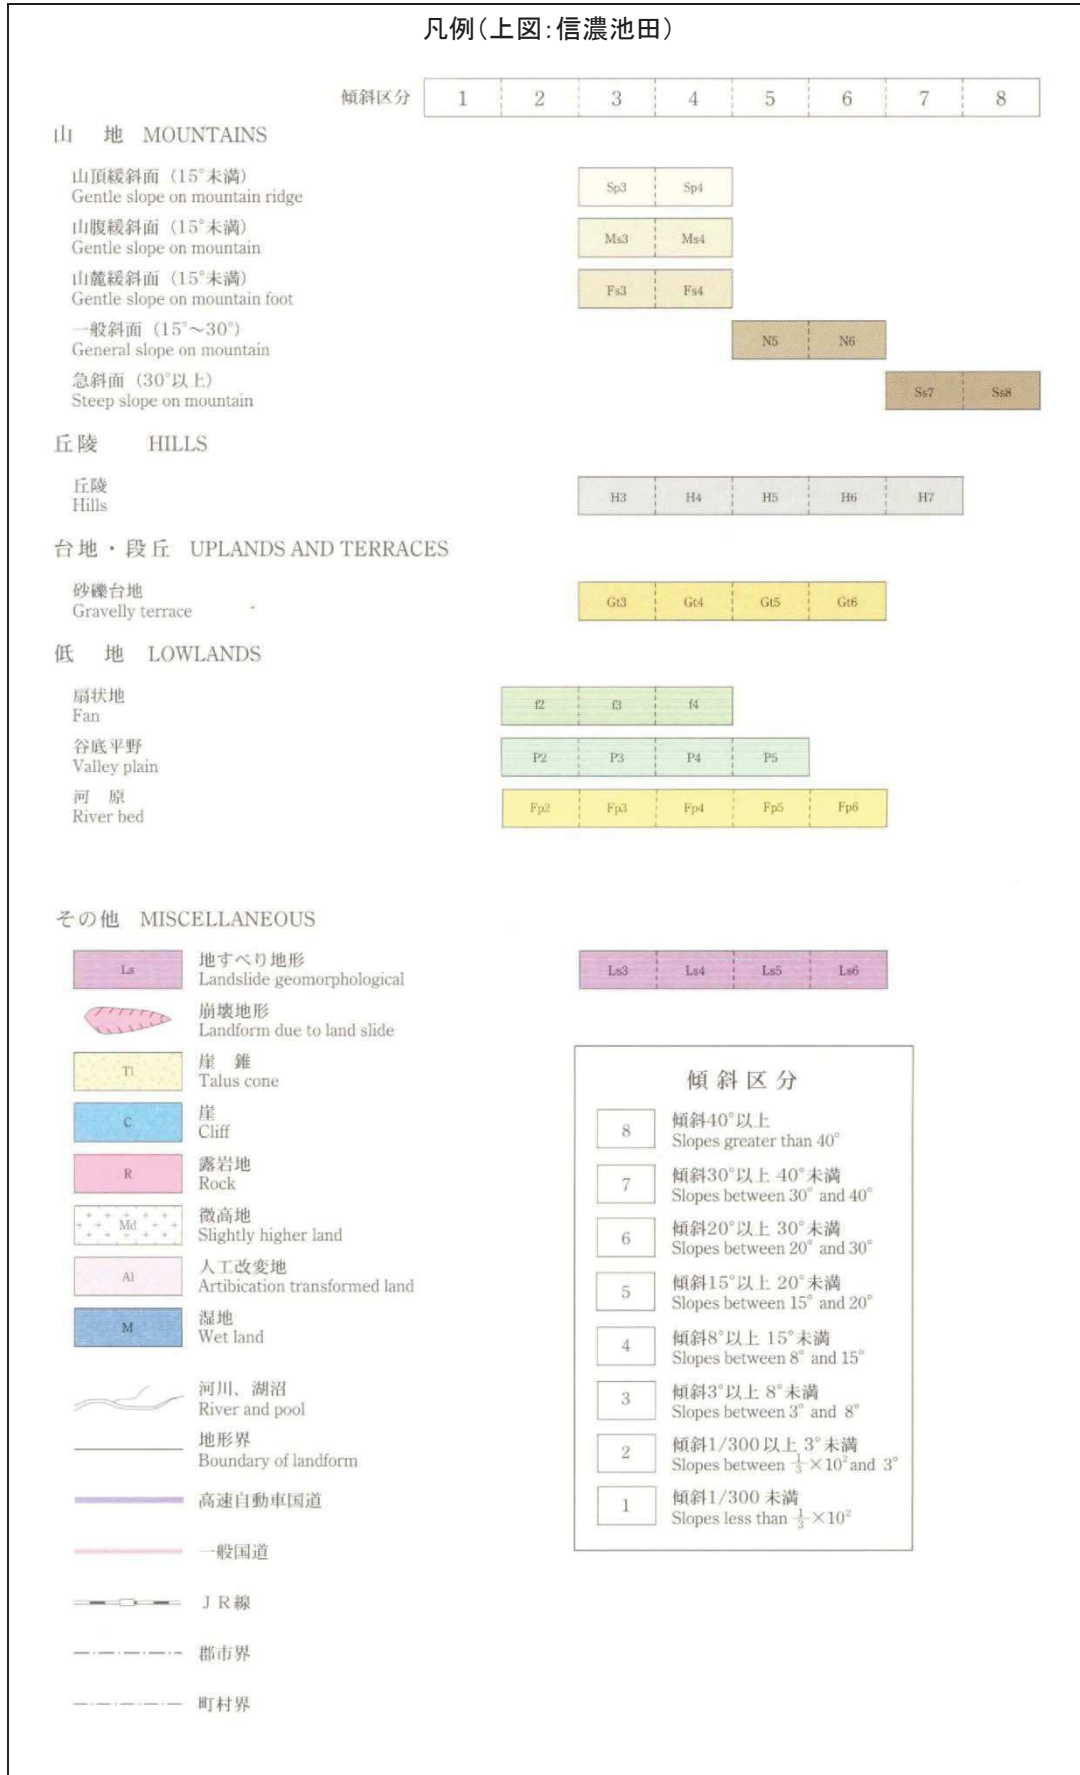 凡例(上図:信濃池田)
傾斜区分 1 2 3 4 5 6 7 8
山 地 MOUNTAINS
山頂緩斜面 (15°未満)
Gentle slope on mountain ridge
Sp3 Sp4
山腹緩斜面 (15°未満)
Gentle slope on mountain
Ms3 Ms4
山麓緩斜面 (15°未満)
Gentle slope on mountain foot
Fs3 Fs4
一般斜面 (15°～30°)
General slope on mountain
N5 N6
急斜面 (30°以上)
Steep slope on mountain
Ss7 Ss8
丘陵 HILLS
丘陵
Hills
H3 H4 H5 H6 H7
台地・段丘 UPLANDS AND TERRACES
砂礫台地
Gravelly terrace
Gt3 Gt4 Gt5 Gt6
低 地 LOWLANDS
扇状地
Fan
f2 f3 f4
谷底平野
Valley plain
P2 P3 P4 P5
河 原
River bed
Fp2 Fp3 Fp4 Fp5 Fp6
その他 MISCELLANEOUS
Ls 地すべり地形
Landslide geomorphological
Ls3 Ls4 Ls5 Ls6
崩壊地形
Landform due to land slide
Tl 崖 錐
Talus cone
C 崖
Cliff
R 露岩地
Rock
Md 微高地
Slightly higher land
Al 人工改変地
Artibication transformed land
M 湿地
Wet land
河川、湖沼
River and pool
地形界
Boundary of landform
高速自動車国道
一般国道
JR線
郡市界
町村界
傾斜区分
8 傾斜40°以上
Slopes greater than 40°
7 傾斜30°以上 40°未満
Slopes between 30° and 40°
6 傾斜20°以上 30°未満
Slopes between 20° and 30°
5 傾斜15°以上 20°未満
Slopes between 15° and 20°
4 傾斜8°以上 15°未満
Slopes between 8° and 15°
3 傾斜3°以上 8°未満
Slopes between 3° and 8°
2 傾斜1/300以上 3°未満
Slopes between 1/3×10² and 3°
1 傾斜1/300 未満
Slopes less than 1/3×10²